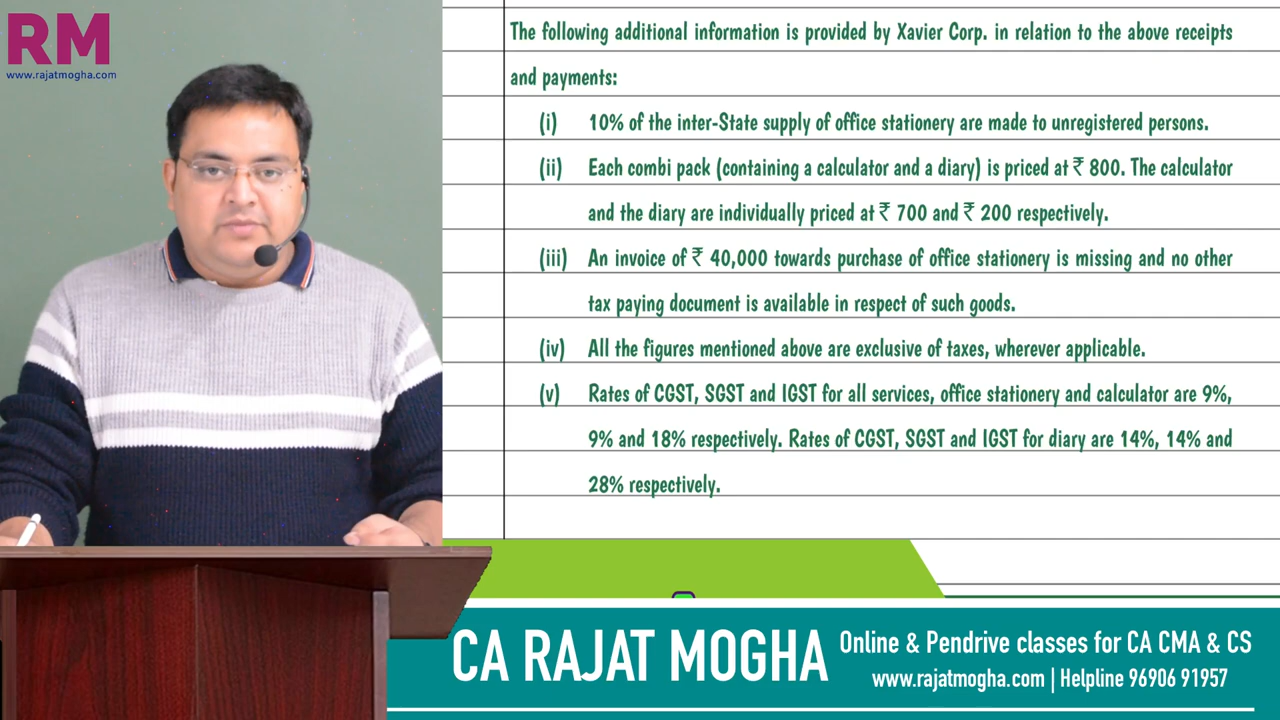 RM
www.rajatmogha.com
The following additional information is provided by Xavier Corp. in relation to the above receipts
and payments:
(i) 10% of the inter-State supply of office stationery are made to unregistered persons.
(ii) Each combi pack (containing a calculator and a diary) is priced at ₹ 800. The calculator
and the diary are individually priced at ₹ 700 and ₹ 200 respectively.
(iii) An invoice of ₹ 40,000 towards purchase of office stationery is missing and no other
tax paying document is available in respect of such goods.
(iv) All the figures mentioned above are exclusive of taxes, wherever applicable.
(v) Rates of CGST, SGST and IGST for all services, office stationery and calculator are 9%,
9% and 18% respectively. Rates of CGST, SGST and IGST for diary are 14%, 14% and
28% respectively.
CA RAJAT MOGHA
Online & Pendrive classes for CA CMA & CS
www.rajatmogha.com | Helpline 96906 91957